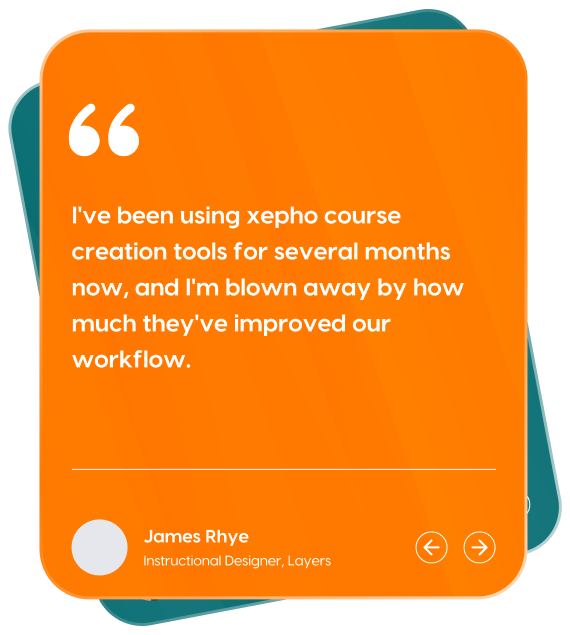 “
I've been using xepho course
creation tools for several months
now, and I'm blown away by how
much they've improved our
workflow.
James Rhye
Instructional Designer, Layers